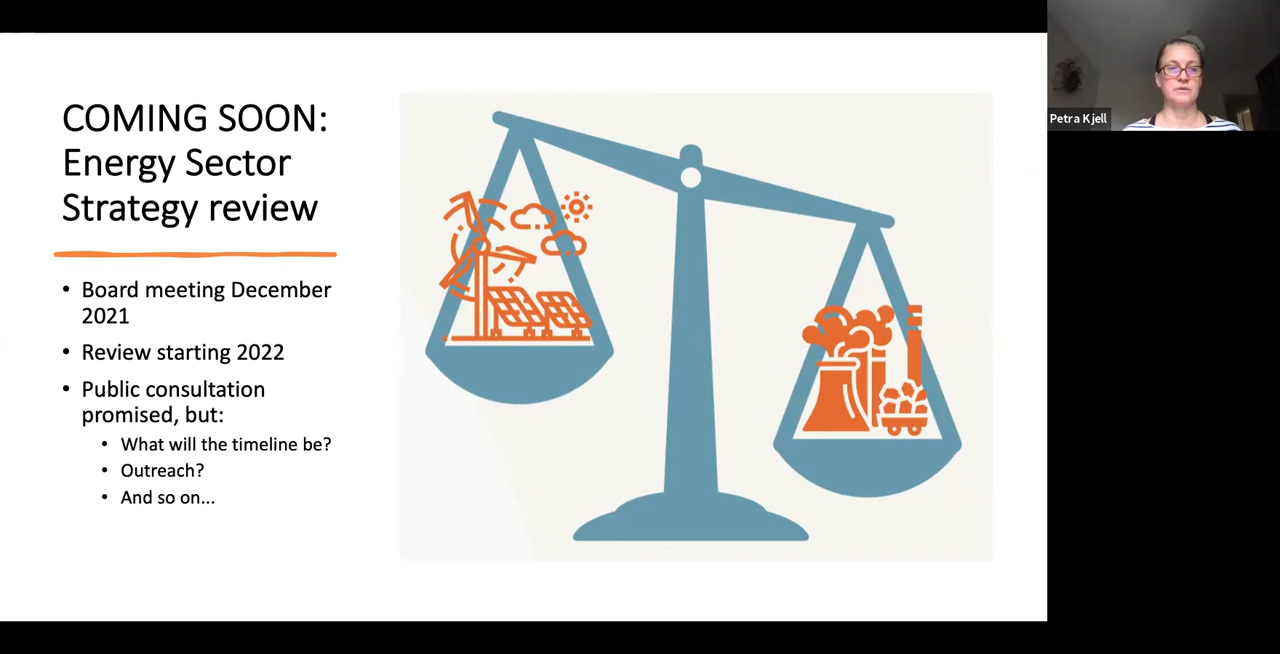 COMING SOON:
Energy Sector
Strategy review
• Board meeting December
2021
• Review starting 2022
• Public consultation
promised, but:
• What will the timeline be?
• Outreach?
• And so on...
Petra Kjell